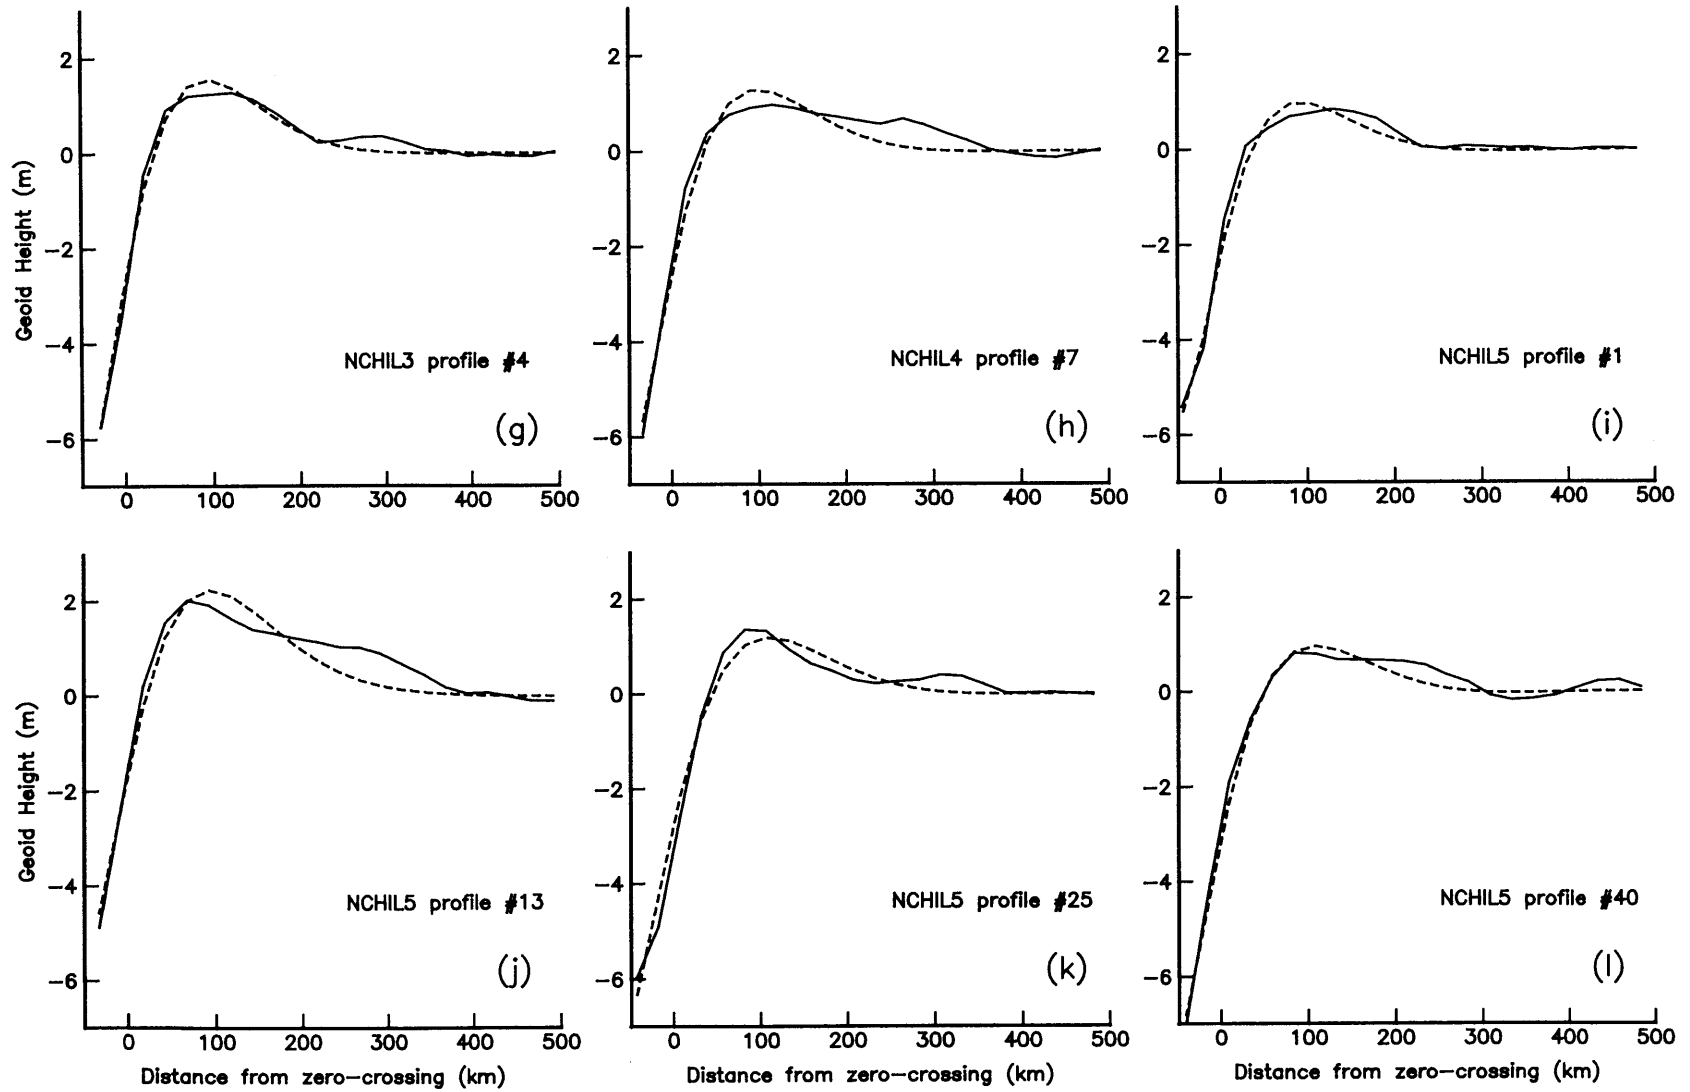 2
0
−2
−4
−6
Geoid Height (m)
NCHIL3 profile #4
(g)
0 100 200 300 400 500
2
0
−2
−4
−6
NCHIL4 profile #7
(h)
0 100 200 300 400 500
2
0
−2
−4
−6
NCHIL5 profile #1
(i)
0 100 200 300 400 500
2
0
−2
−4
−6
Geoid Height (m)
NCHIL5 profile #13
(j)
0 100 200 300 400 500
Distance from zero−crossing (km)
2
0
−2
−4
−6
NCHIL5 profile #25
(k)
0 100 200 300 400 500
Distance from zero−crossing (km)
2
0
−2
−4
−6
NCHIL5 profile #40
(l)
0 100 200 300 400 500
Distance from zero−crossing (km)